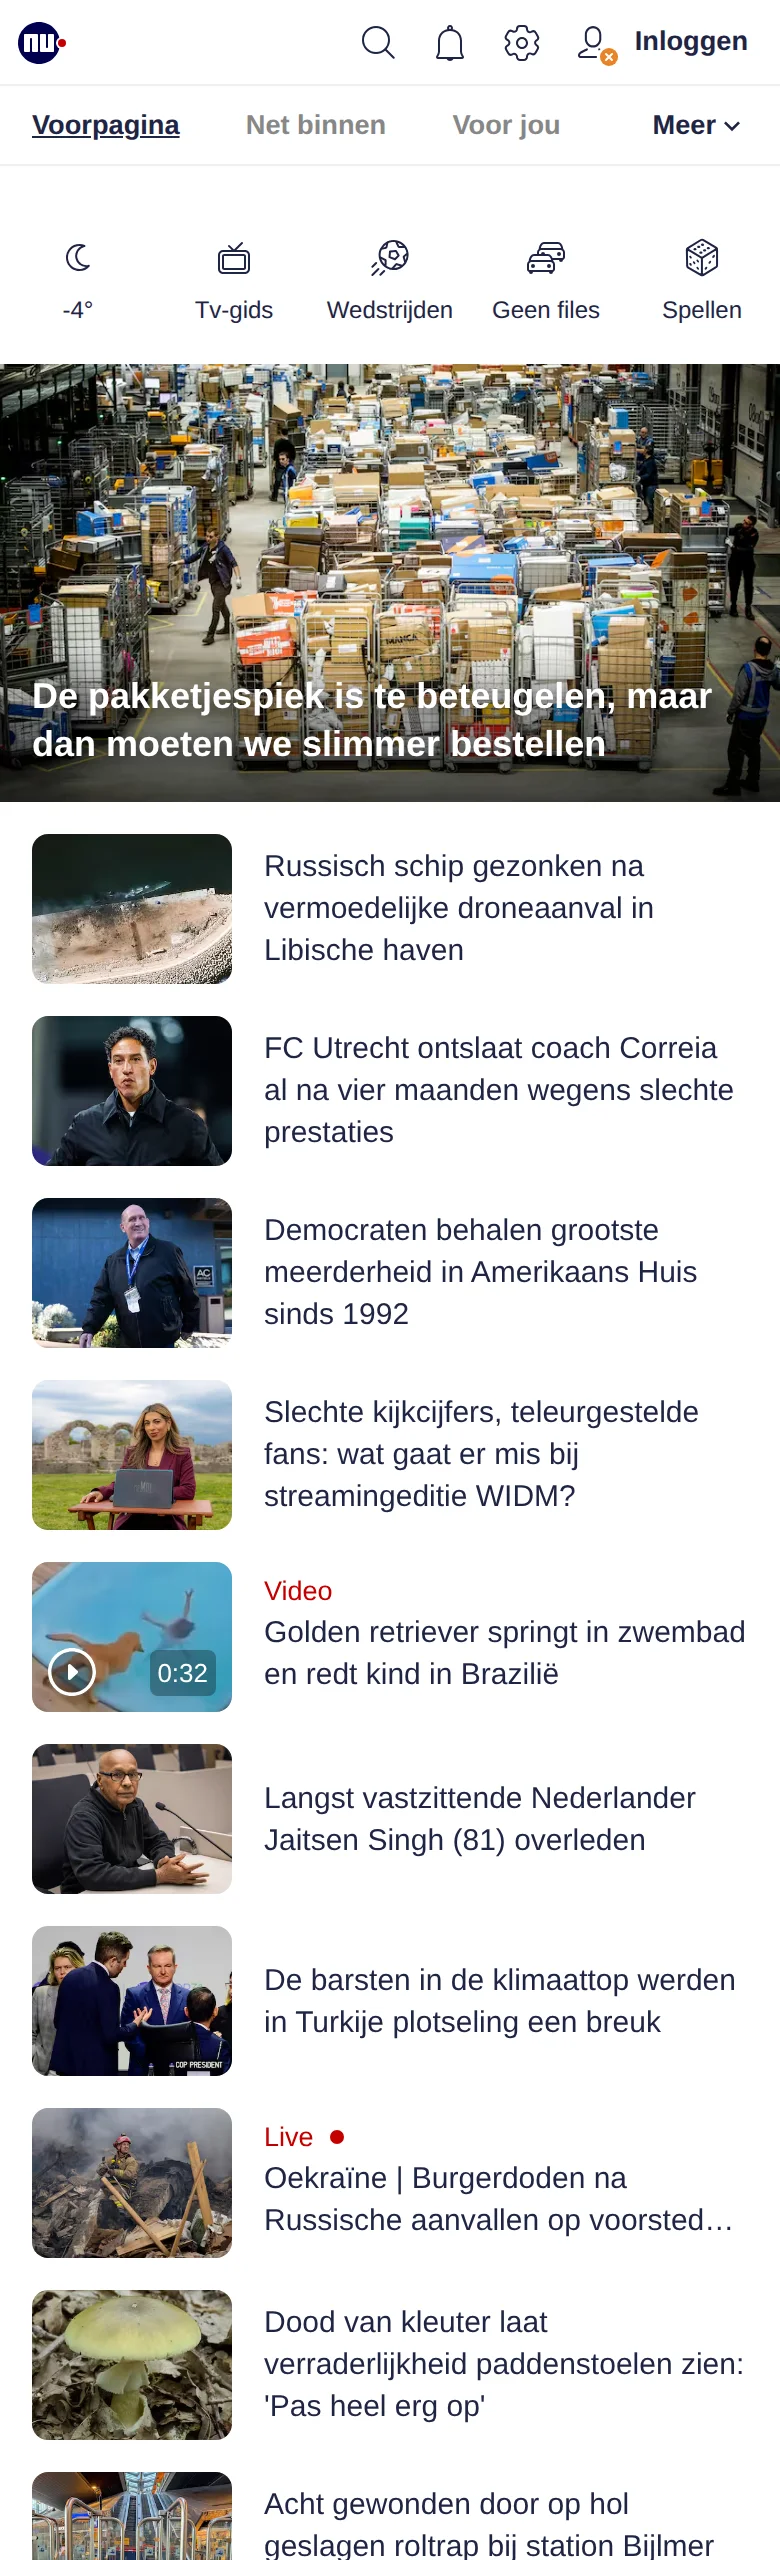 nu
Inloggen
Voorpagina
Net binnen
Voor jou
Meer
-4°
Tv-gids
Wedstrijden
Geen files
Spellen
De pakketjespiek is te beteugelen, maar
dan moeten we slimmer bestellen
Russisch schip gezonken na
vermoedelijke droneaanval in
Libische haven
FC Utrecht ontslaat coach Correia
al na vier maanden wegens slechte
prestaties
AC
Democraten behalen grootste
meerderheid in Amerikaans Huis
sinds 1992
Slechte kijkcijfers, teleurgestelde
fans: wat gaat er mis bij
streamingeditie WIDM?
0:32
Video
Golden retriever springt in zwembad
en redt kind in Brazilië
Langst vastzittende Nederlander
Jaitsen Singh (81) overleden
COP PRESIDENT
De barsten in de klimaattop werden
in Turkije plotseling een breuk
Live
Oekraïne | Burgerdoden na
Russische aanvallen op voorsted…
Dood van kleuter laat
verraderlijkheid paddenstoelen zien:
'Pas heel erg op'
Acht gewonden door op hol
geslagen roltrap bij station Bijlmer